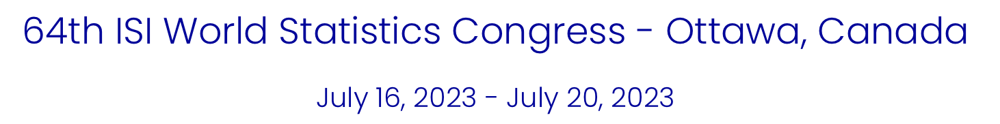 64th ISI World Statistics Congress - Ottawa, Canada
July 16, 2023 - July 20, 2023